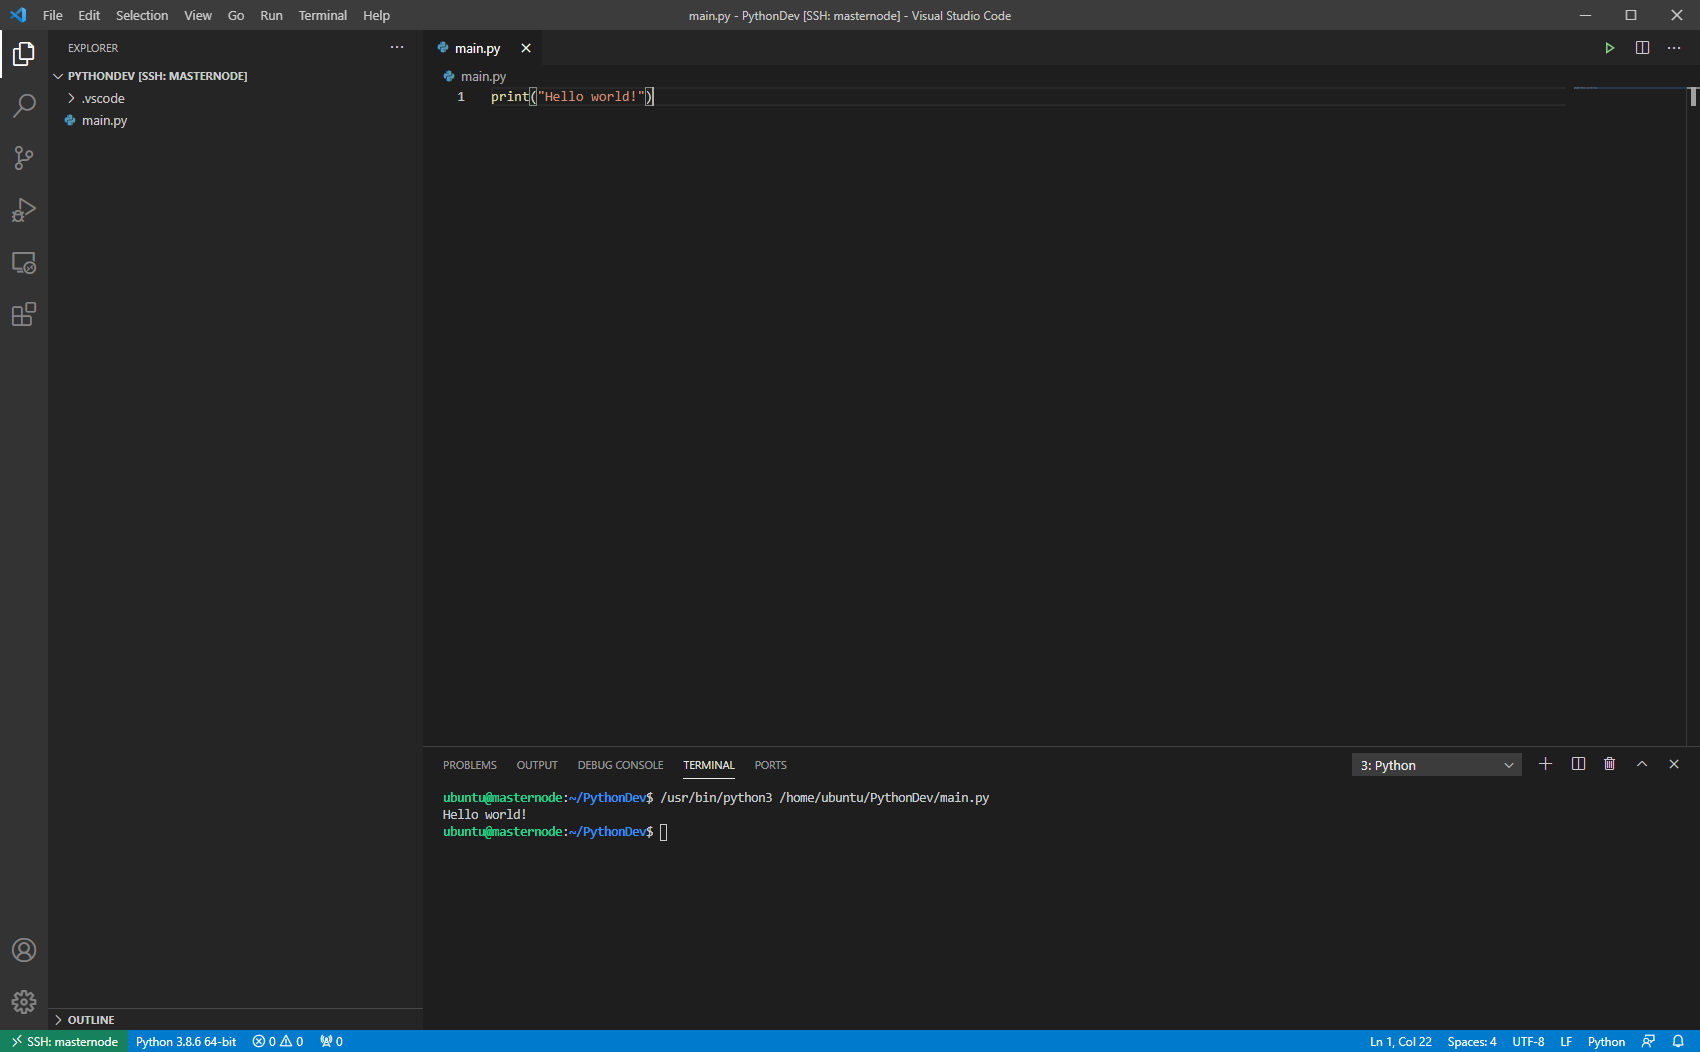 File Edit Selection View Go Run Terminal Help
main.py - PythonDev [SSH: masternode] - Visual Studio Code
EXPLORER
PYTHONDEV [SSH: MASTERNODE]
.vscode
main.py
OUTLINE
main.py
main.py
1 print("Hello world!")
PROBLEMS OUTPUT DEBUG CONSOLE TERMINAL PORTS
3: Python
ubuntu@masternode:~/PythonDev$ /usr/bin/python3 /home/ubuntu/PythonDev/main.py
Hello world!
ubuntu@masternode:~/PythonDev$
SSH: masternode Python 3.8.6 64-bit 0 0 0 Ln 1, Col 22 Spaces: 4 UTF-8 LF Python